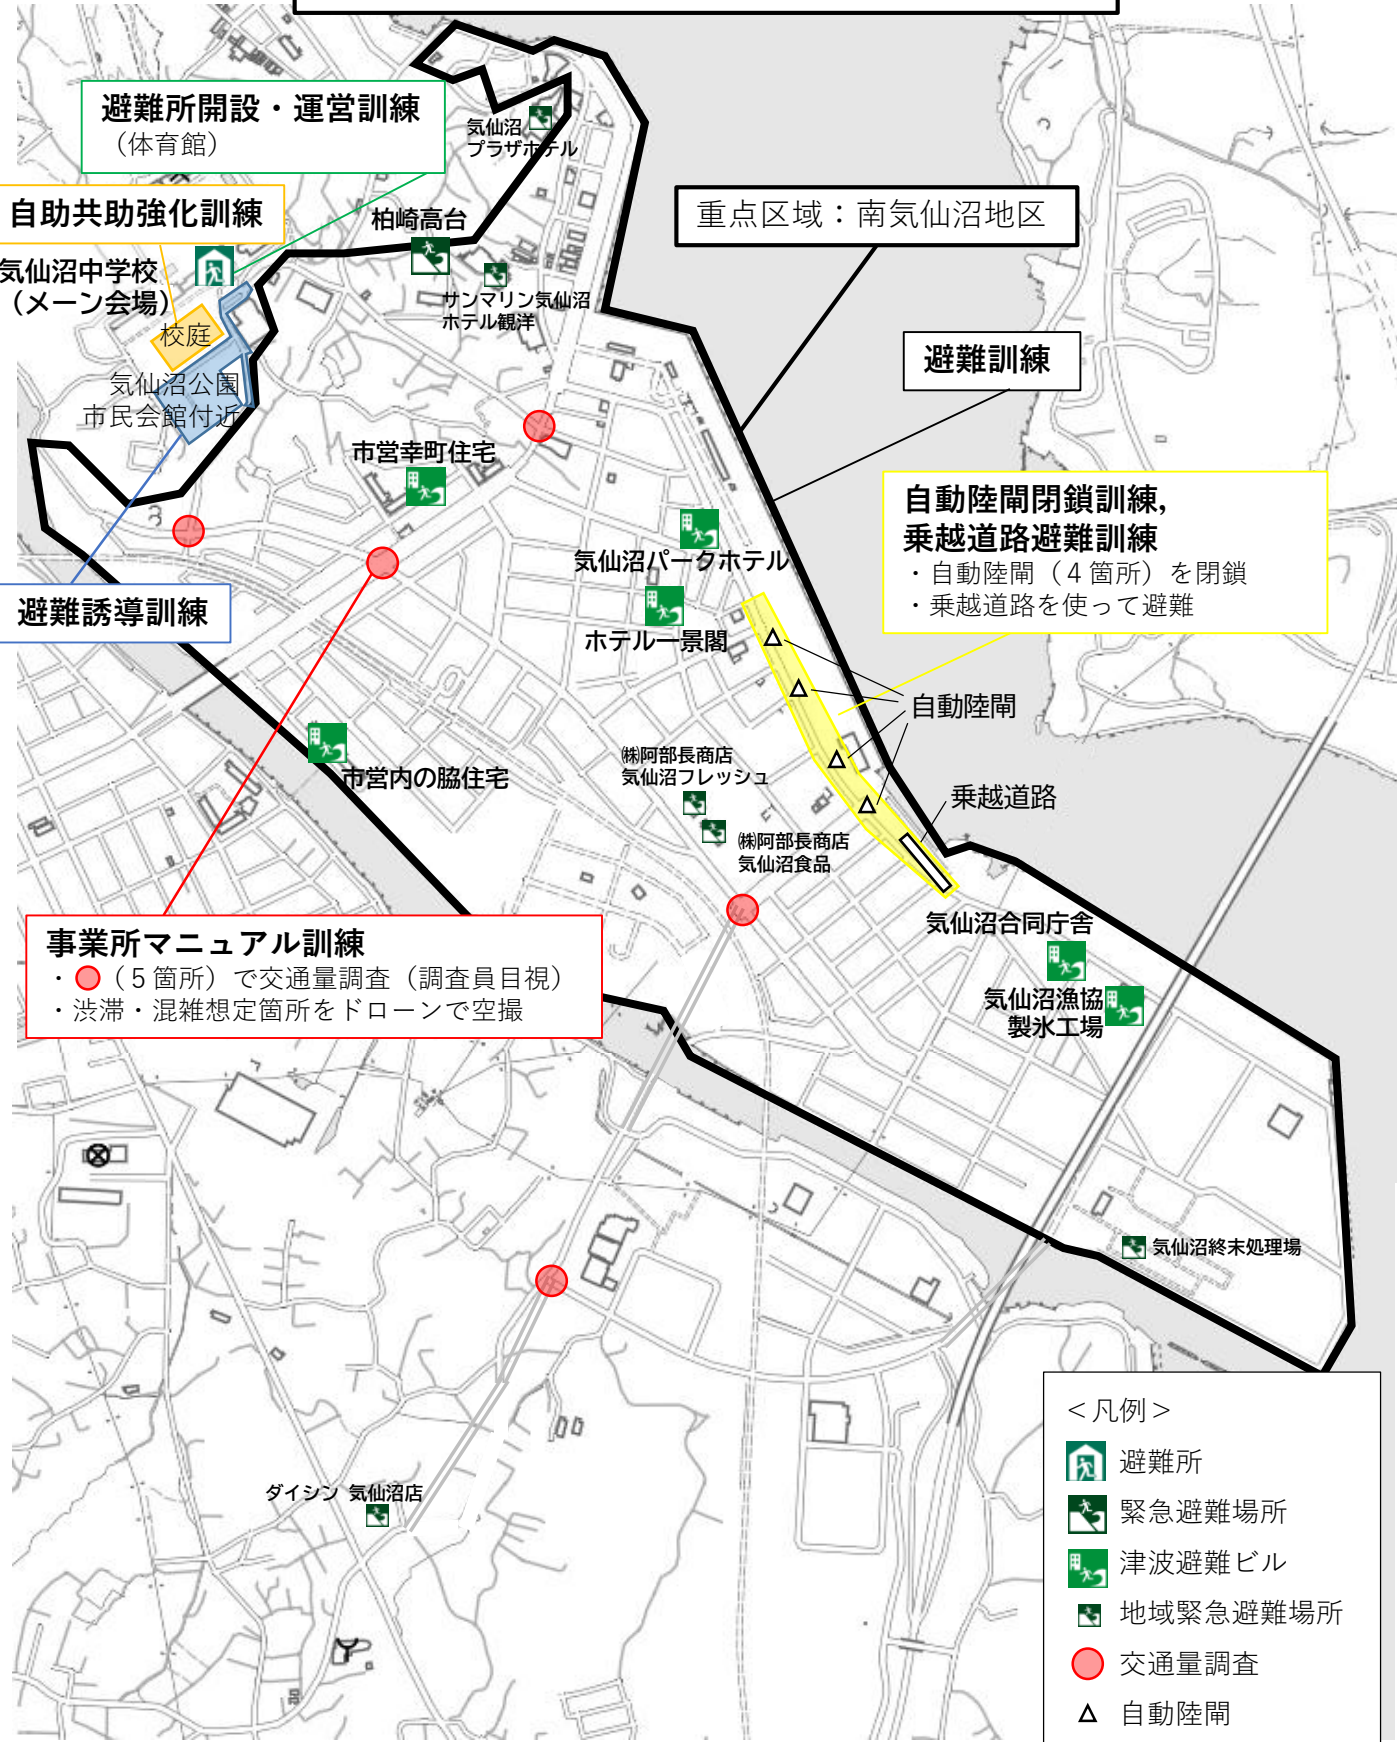 避難所開設・運営訓練
（体育館）
気仙沼
プラザホテル
自助共助強化訓練
柏崎高台
重点区域：南気仙沼地区
気仙沼中学校
（メーン会場）
サンマリン気仙沼
ホテル観洋
校庭
避難訓練
気仙沼公園
市民会館付近
市営幸町住宅
自動陸閘閉鎖訓練，
乗越道路避難訓練
・自動陸閘（４箇所）を閉鎖
・乗越道路を使って避難
気仙沼パークホテル
避難誘導訓練
ホテル一景閣
自動陸閘
市営内の脇住宅
㈱阿部長商店
気仙沼フレッシュ
乗越道路
㈱阿部長商店
気仙沼食品
気仙沼合同庁舎
事業所マニュアル訓練
・（５箇所）で交通量調査（調査員目視）
・渋滞・混雑想定箇所をドローンで空撮
気仙沼漁協
製氷工場
気仙沼終末処理場
ダイシン 気仙沼店
＜凡例＞
避難所
緊急避難場所
津波避難ビル
地域緊急避難場所
交通量調査
自動陸閘